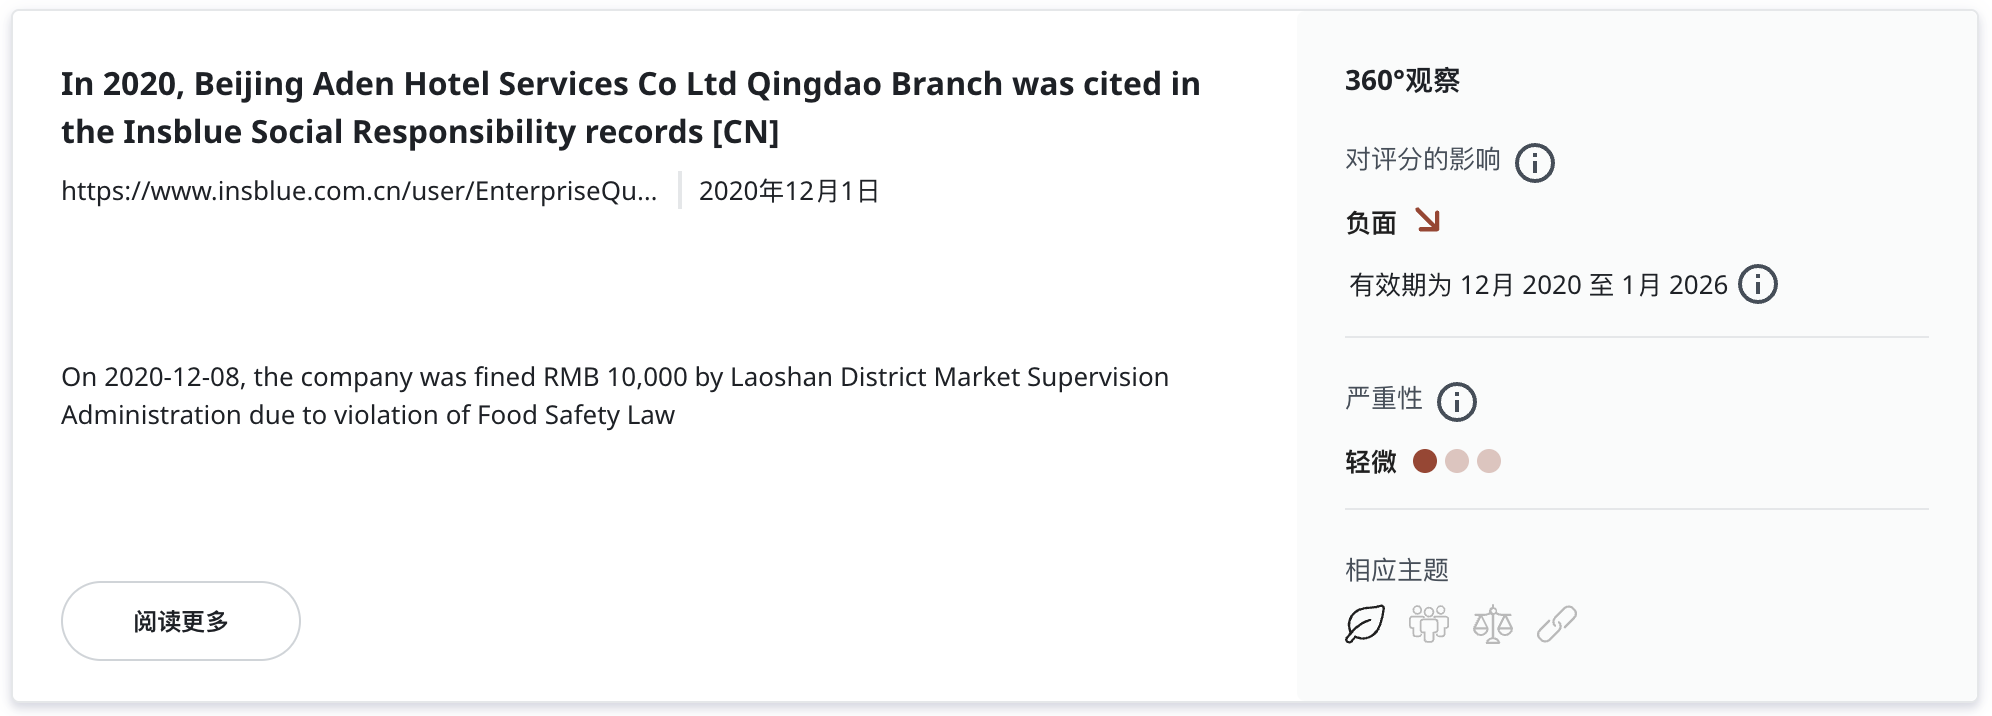 In 2020, Beijing Aden Hotel Services Co Ltd Qingdao Branch was cited in
the Insblue Social Responsibility records [CN]
https://www.insblue.com.cn/user/EnterpriseQu...
2020年12月1日
On 2020-12-08, the company was fined RMB 10,000 by Laoshan District Market Supervision
Administration due to violation of Food Safety Law
阅读更多
360°观察
对评分的影响
负面
有效期为 12月 2020 至 1月 2026
严重性
轻微
相应主题